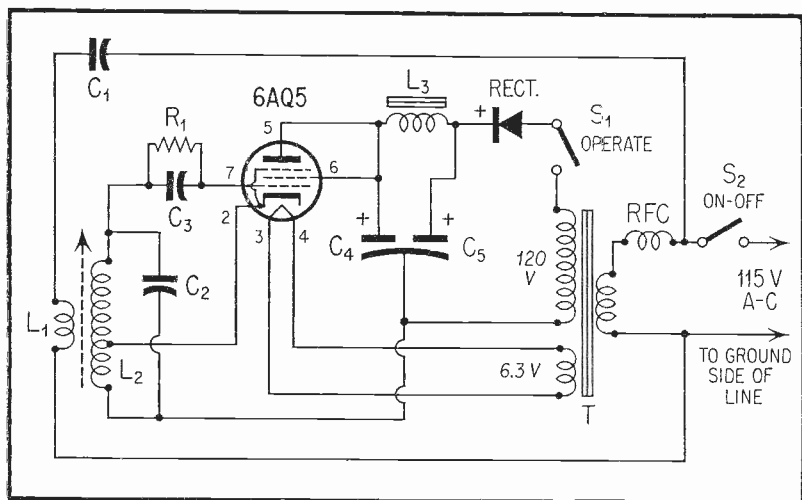 C1
6AQ5
L3
RECT.
+
S1
OPERATE
R1
5
7
6
C3
2
3
4
+
+
C4
C5
120
V
RFC
S2
ON-OFF
115 V
A-C
C2
L1
L2
6.3 V
T
TO GROUND
SIDE OF
LINE